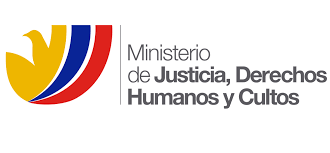 Ministerio
de Justicia, Derechos
Humanos y Cultos